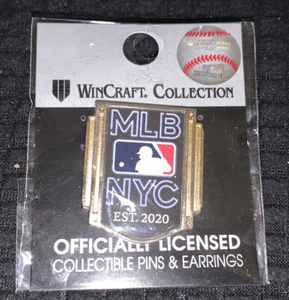 WINCRAFT COLLECTION
MLB
NYC
EST. 2020
OFFICIALLY LICENSED
COLLECTIBLE PINS & EARRINGS